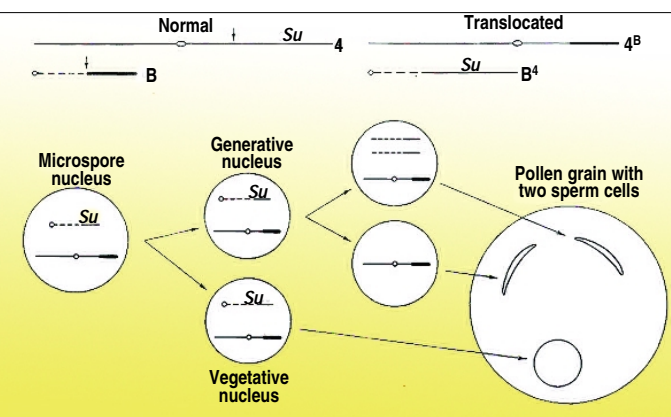 Normal
Translocated
Su
4
4ᴮ
B
Su
B⁴
Microspore
nucleus
Generative
nucleus
Pollen grain with
two sperm cells
Su
Su
Su
Vegetative
nucleus